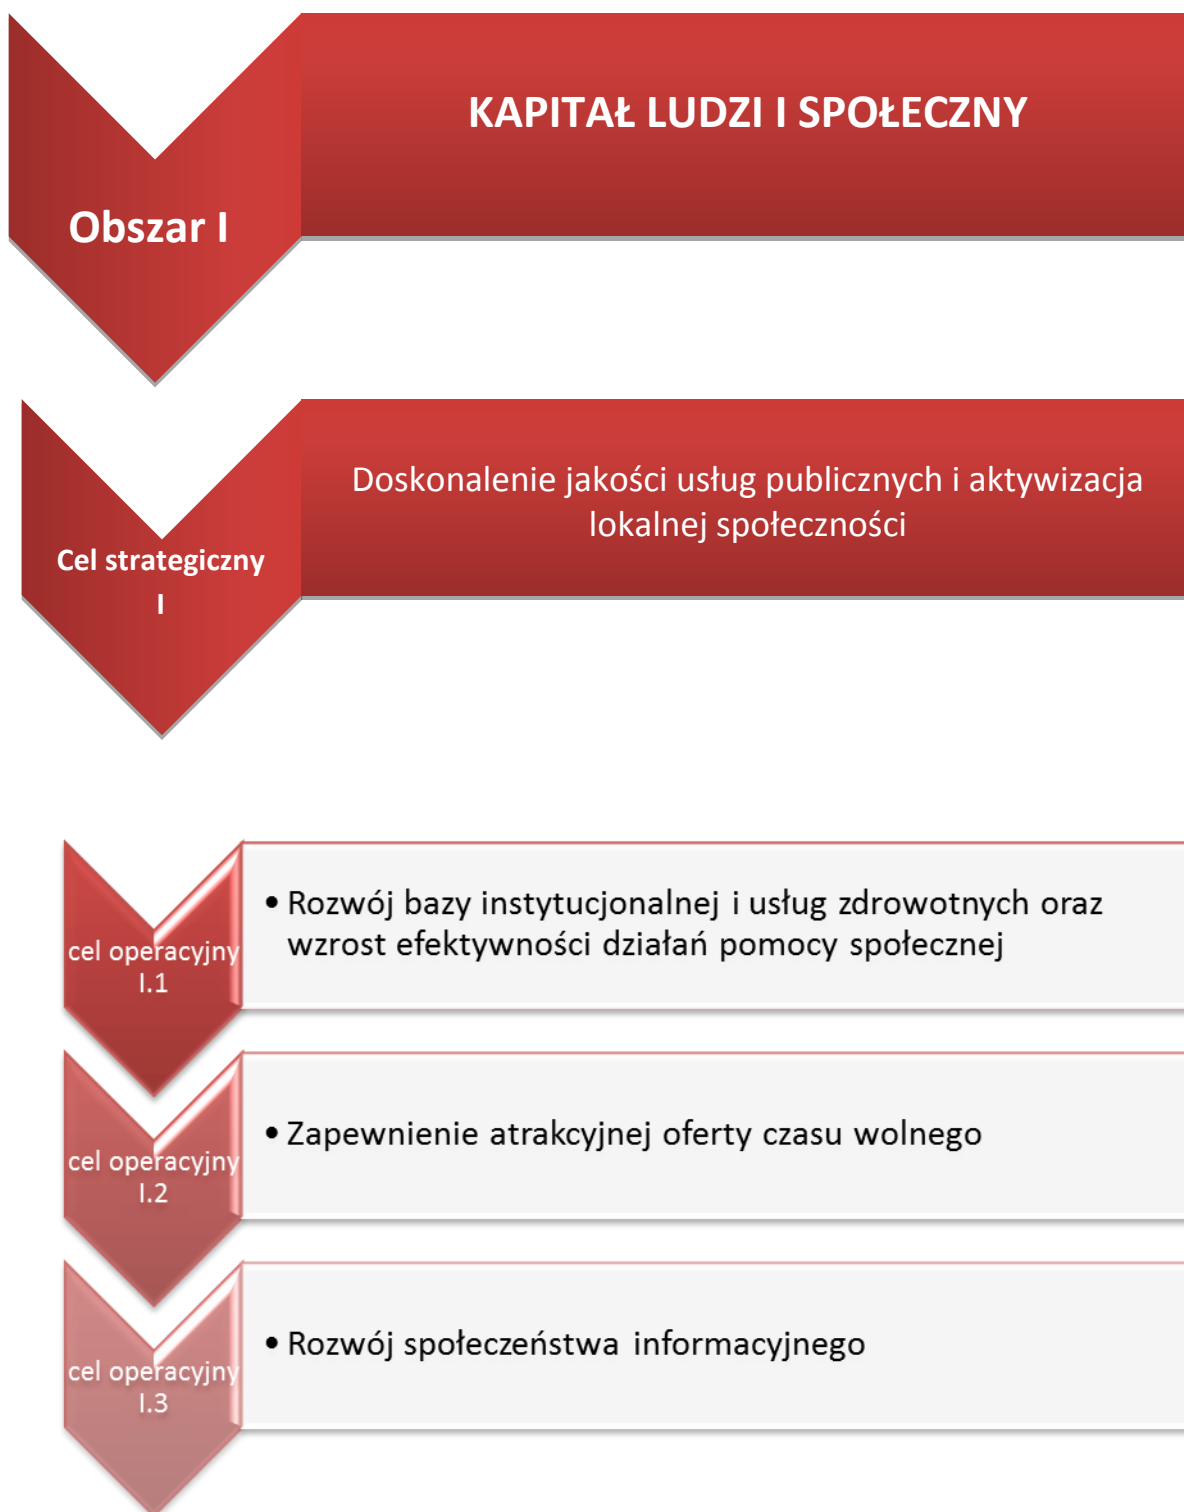 KAPITAŁ LUDZI I SPOŁECZNY
Obszar I
Doskonalenie jakości usług publicznych i aktywizacja
lokalnej społeczności
Cel strategiczny
I
• Rozwój bazy instytucjonalnej i usług zdrowotnych oraz
wzrost efektywności działań pomocy społecznej
cel operacyjny
I.1
• Zapewnienie atrakcyjnej oferty czasu wolnego
cel operacyjny
I.2
• Rozwój społeczeństwa informacyjnego
cel operacyjny
I.3